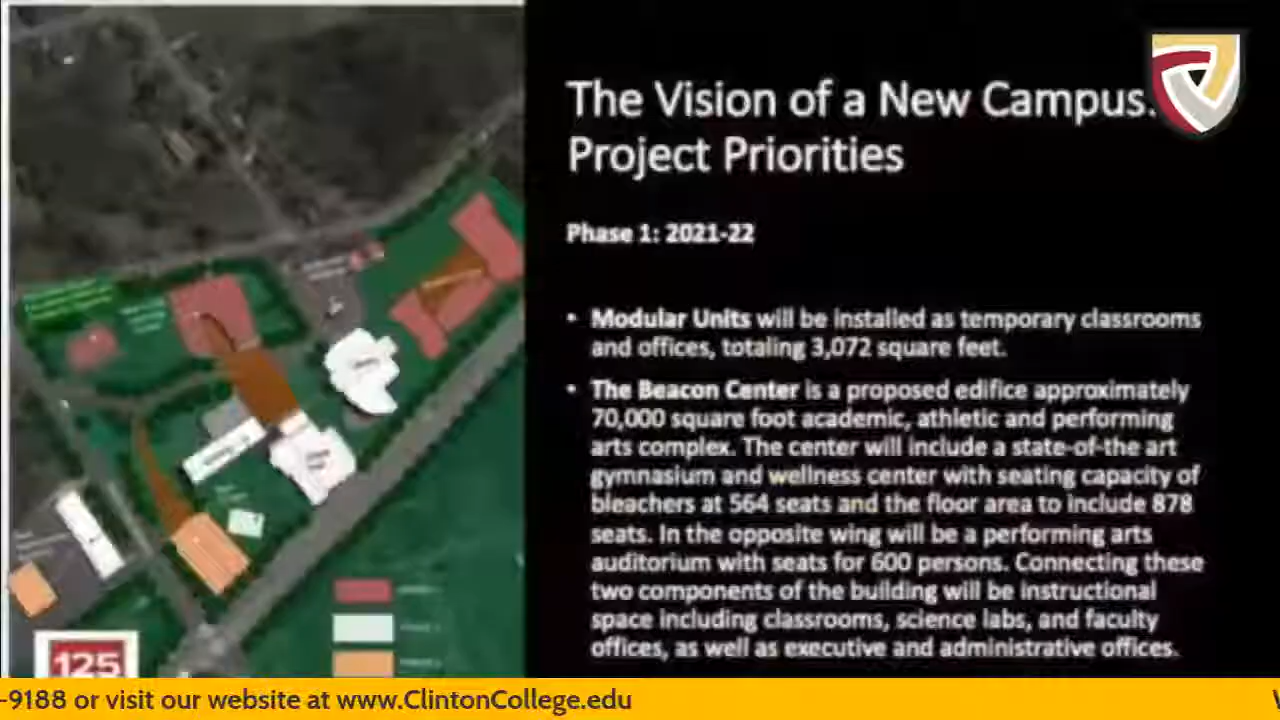 The Vision of a New Campus.
Project Priorities
Phase 1: 2021-22
• Modular Units will be installed as temporary classrooms
and offices, totaling 3,072 square feet.
• The Beacon Center is a proposed edifice approximately
70,000 square foot academic, athletic and performing
arts complex. The center will include a state-of-the art
gymnasium and wellness center with seating capacity of
bleachers at 564 seats and the floor area to include 878
seats. In the opposite wing will be a performing arts
auditorium with seats for 600 persons. Connecting these
two components of the building will be instructional
space including classrooms, science labs, and faculty
offices, as well as executive and administrative offices.
125
-9188 or visit our website at www.ClintonCollege.edu